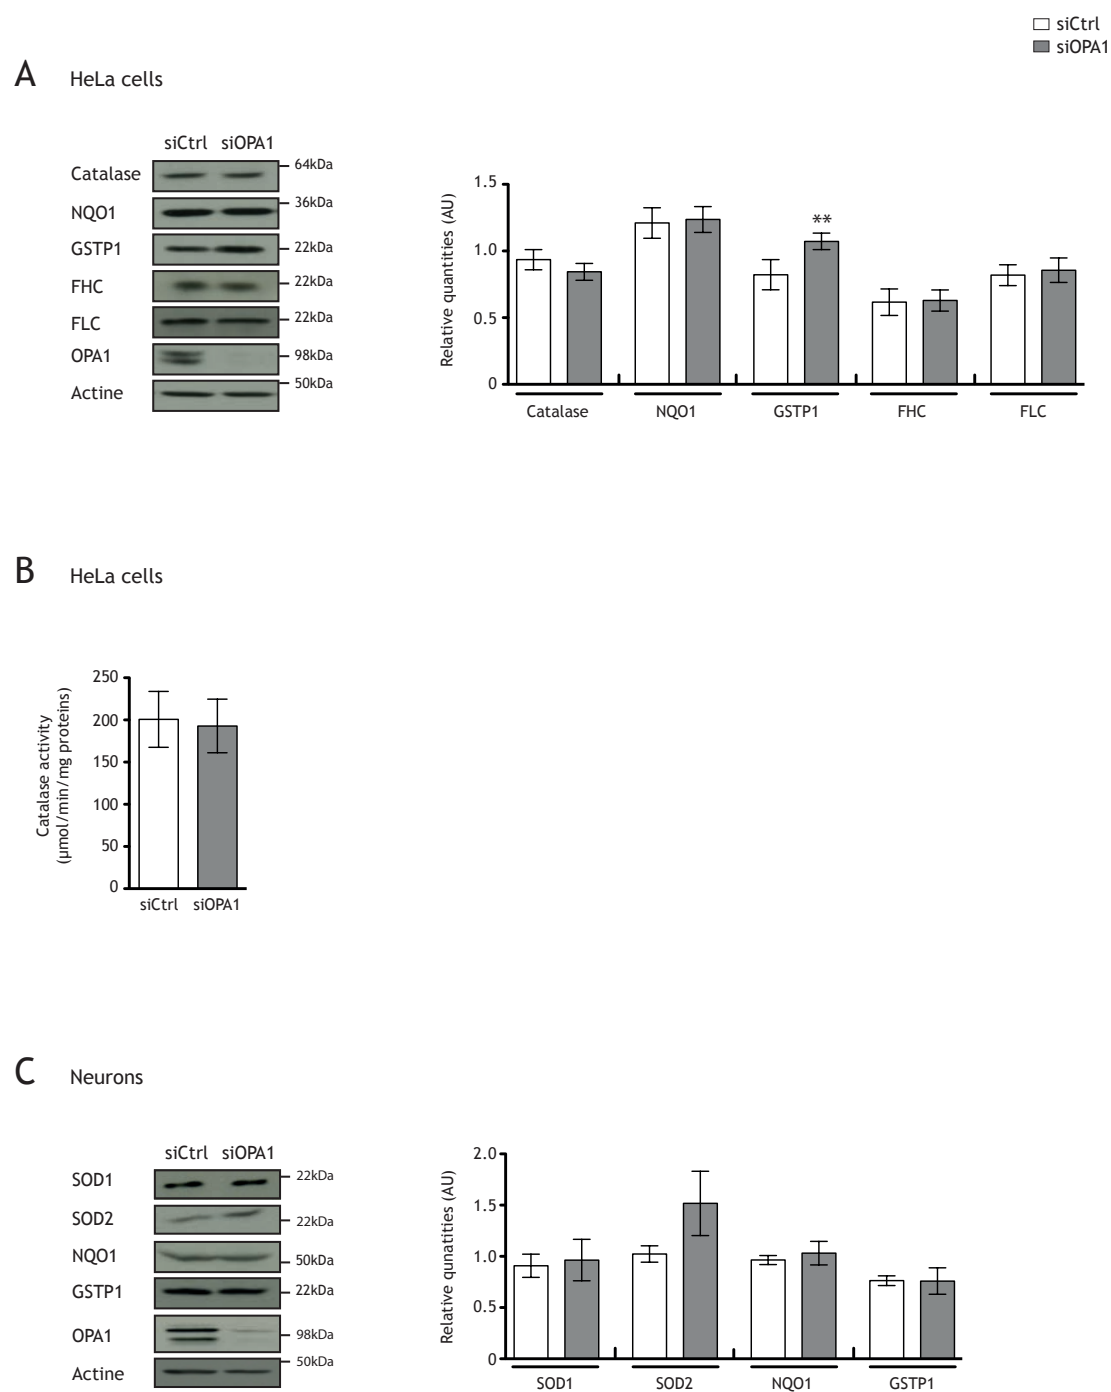 siCtrl
siOPA1
A HeLa cells
siCtrl siOPA1
Catalase 64kDa
NQO1 36kDa
GSTP1 22kDa
FHC 22kDa
FLC 22kDa
OPA1 98kDa
Actine 50kDa
Relative quantities (AU)
1.5
1.0
0.5
0
**
Catalase NQO1 GSTP1 FHC FLC
B HeLa cells
Catalase activity
(µmol/min/mg proteins)
250
200
150
100
50
0
siCtrl siOPA1
C Neurons
siCtrl siOPA1
SOD1 22kDa
SOD2 22kDa
NQO1 50kDa
GSTP1 22kDa
OPA1 98kDa
Actine 50kDa
Relative qunatities (AU)
2.0
1.5
1.0
0.5
0
SOD1 SOD2 NQO1 GSTP1